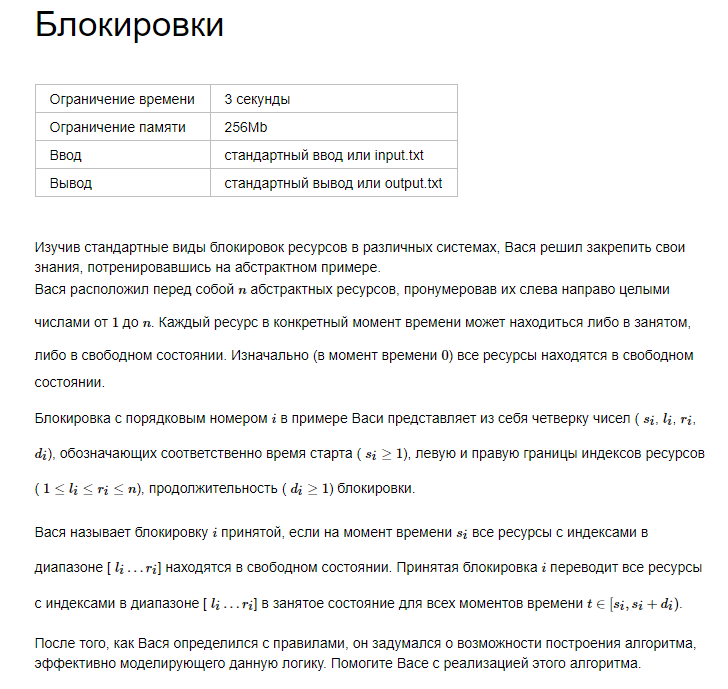 Блокировки
Ограничение времени 3 секунды
Ограничение памяти 256Mb
Ввод стандартный ввод или input.txt
Вывод стандартный вывод или output.txt
Изучив стандартные виды блокировок ресурсов в различных системах, Вася решил закрепить свои
знания, потренировавшись на абстрактном примере.
Вася расположил перед собой n абстрактных ресурсов, пронумеровав их слева направо целыми
числами от 1 до n. Каждый ресурс в конкретный момент времени может находиться либо в занятом,
либо в свободном состоянии. Изначально (в момент времени 0) все ресурсы находятся в свободном
состоянии.
Блокировка с порядковым номером i в примере Васи представляет из себя четверку чисел ( s_i, l_i, r_i,
d_i), обозначающих соответственно время старта ( s_i ≥ 1), левую и правую границы индексов ресурсов
( 1 ≤ l_i ≤ r_i ≤ n), продолжительность ( d_i ≥ 1) блокировки.
Вася называет блокировку i принятой, если на момент времени s_i все ресурсы с индексами в
диапазоне [ l_i … r_i] находятся в свободном состоянии. Принятая блокировка i переводит все ресурсы
с индексами в диапазоне [ l_i … r_i] в занятое состояние для всех моментов времени t ∈ [s_i, s_i + d_i).
После того, как Вася определился с правилами, он задумался о возможности построения алгоритма,
эффективно моделирующего данную логику. Помогите Васе с реализацией этого алгоритма.